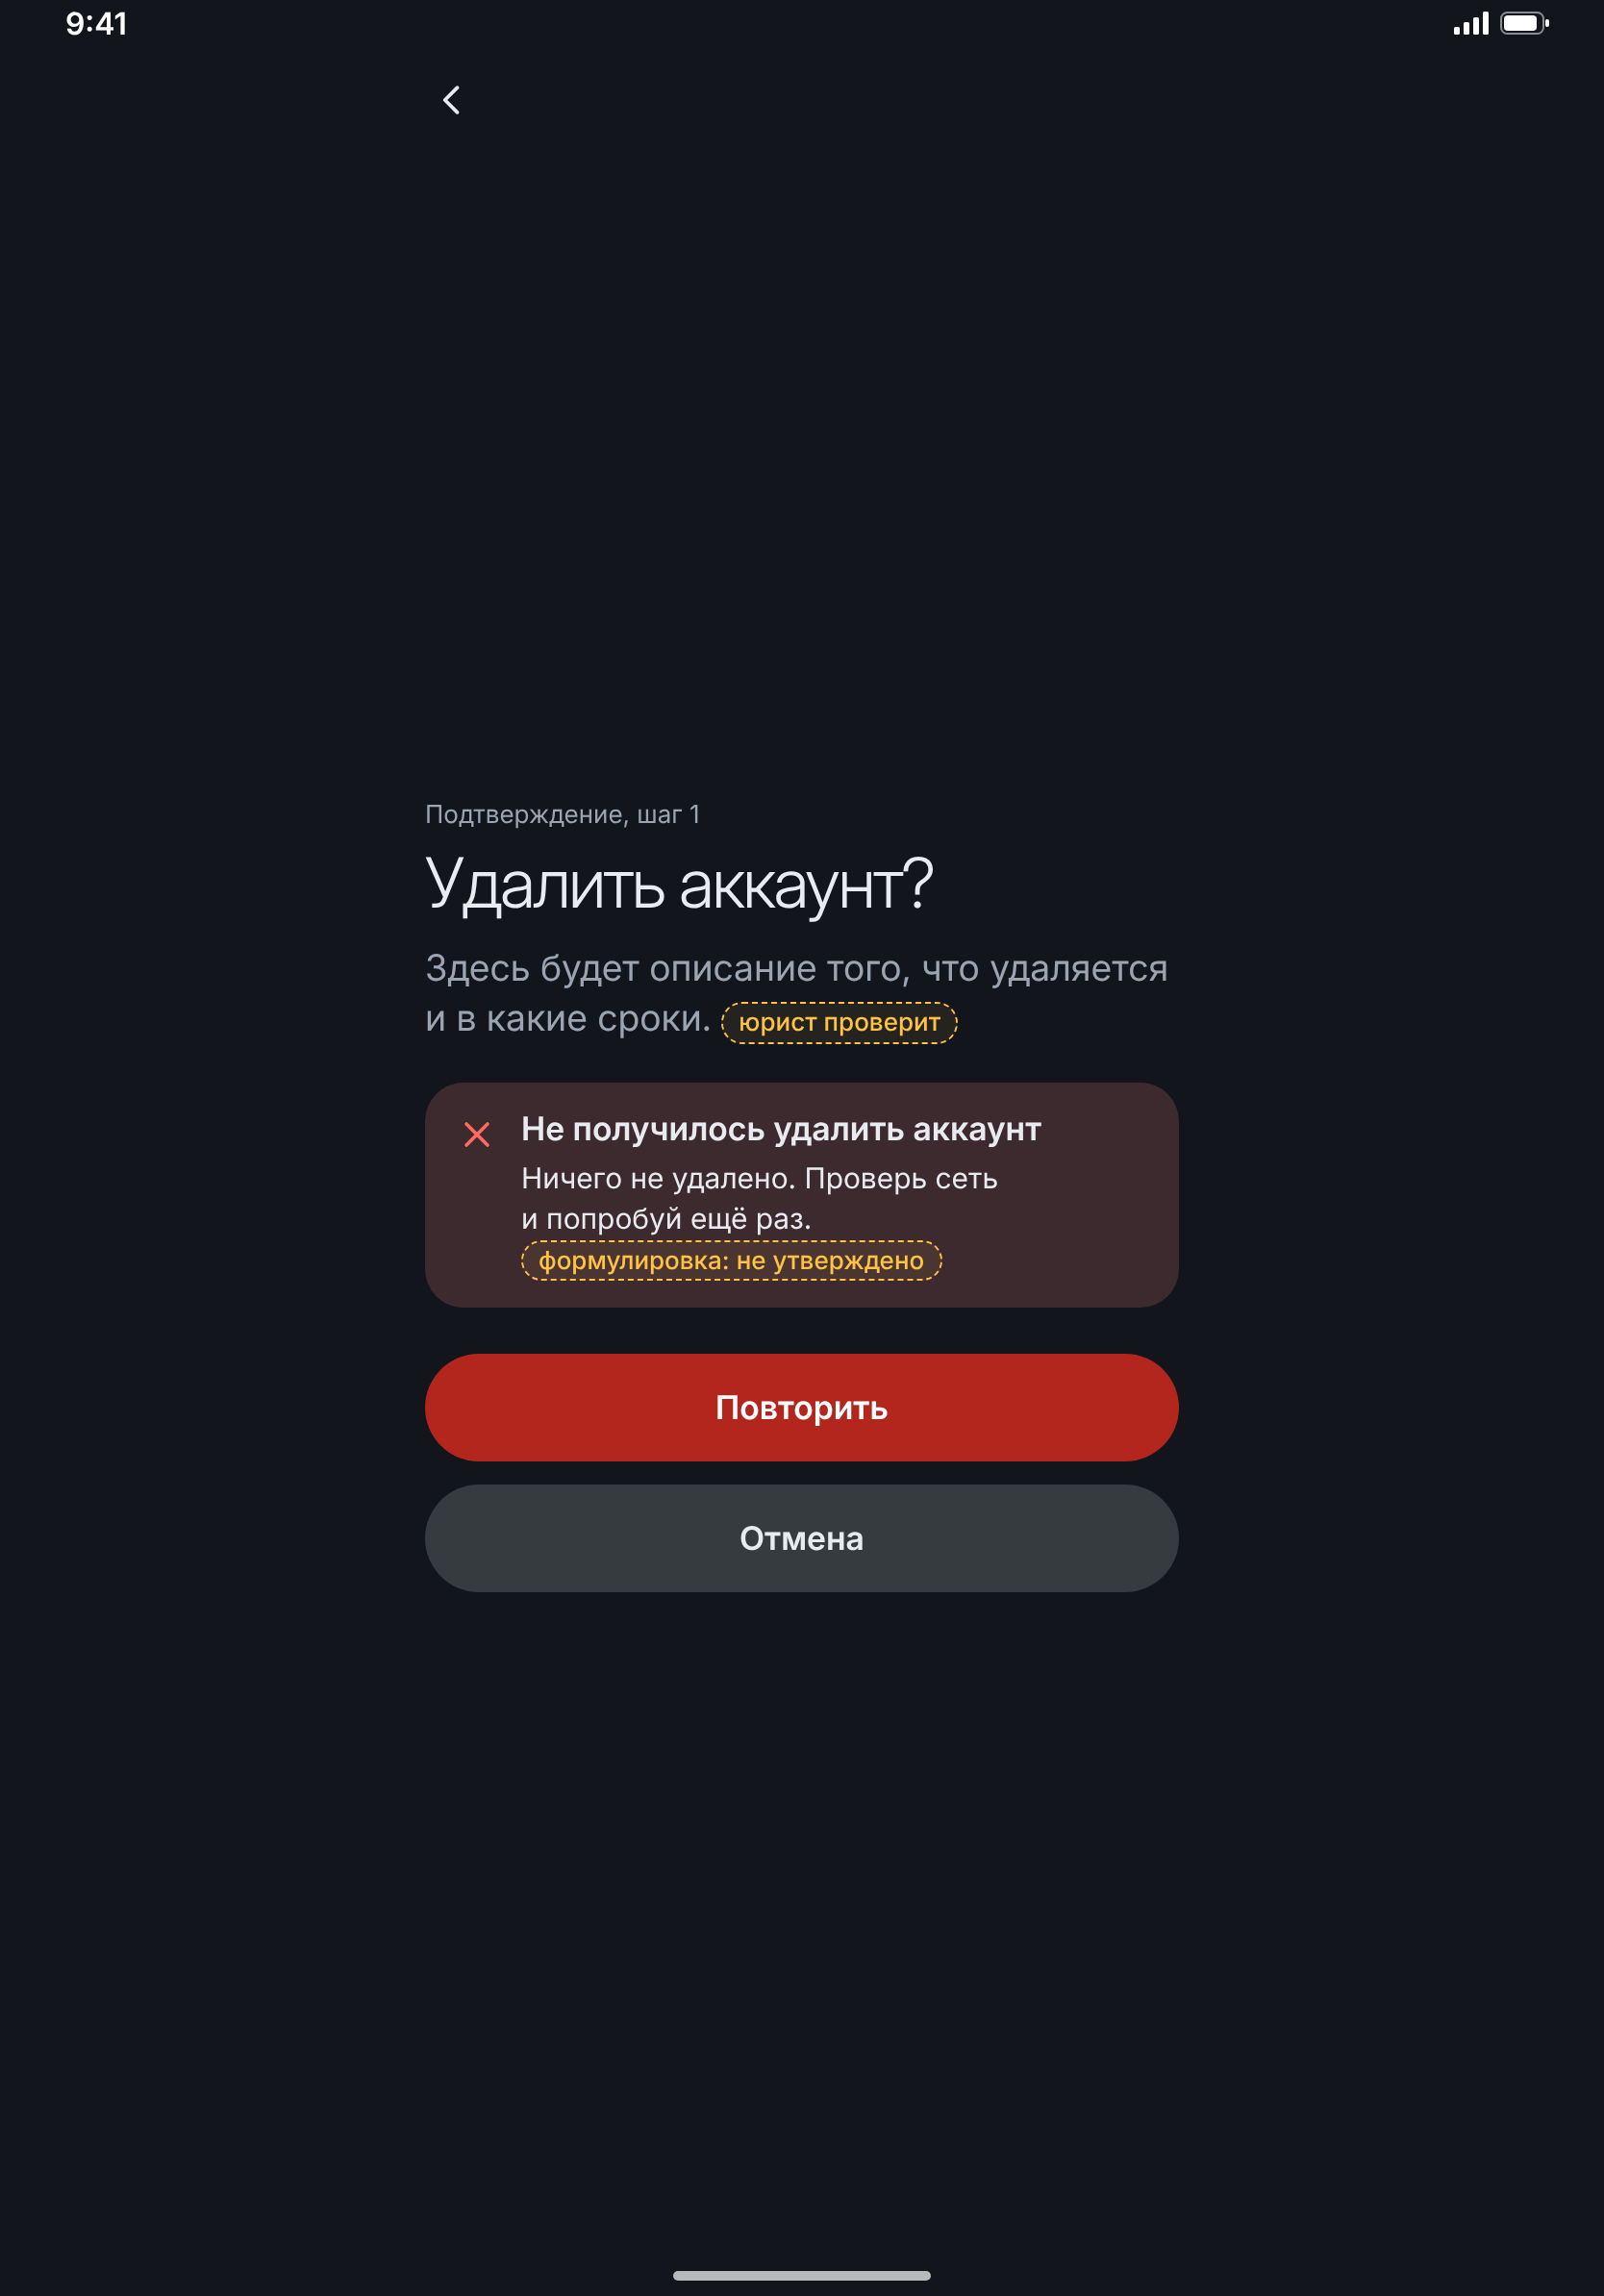 9:41
Подтверждение, шаг 1
Удалить аккаунт?
Здесь будет описание того, что удаляется
и в какие сроки. юрист проверит
Не получилось удалить аккаунт
Ничего не удалено. Проверь сеть
и попробуй ещё раз.
формулировка: не утверждено
Повторить
Отмена